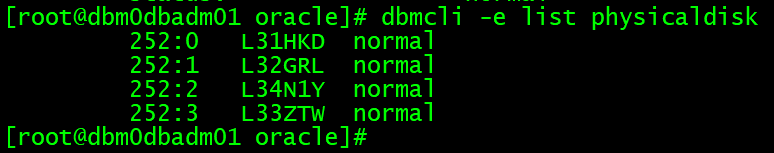 [root@dbm0dbadm01 oracle]# dbmcli -e list physicaldisk
252:0 L31HKD normal
252:1 L32GRL normal
252:2 L34N1Y normal
252:3 L33ZTW normal
[root@dbm0dbadm01 oracle]#